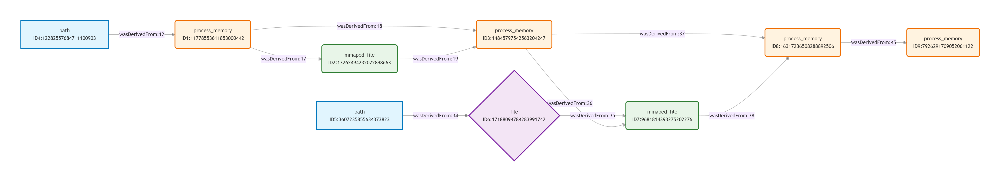 path
ID4:12282557684711100903
wasDerivedFrom:12
process_memory
ID1:11778553611853000442
wasDerivedFrom:18
wasDerivedFrom:17
mmaped_file
ID2:13262494232022898663
wasDerivedFrom:19
process_memory
ID3:14845797542563204247
wasDerivedFrom:37
process_memory
ID8:16317236508288892506
wasDerivedFrom:45
process_memory
ID9:7926291709052061122
path
ID5:3607235855634373823
wasDerivedFrom:34
file
ID6:17188094784283991742
wasDerivedFrom:36
wasDerivedFrom:35
mmaped_file
ID7:9681814393275202276
wasDerivedFrom:38